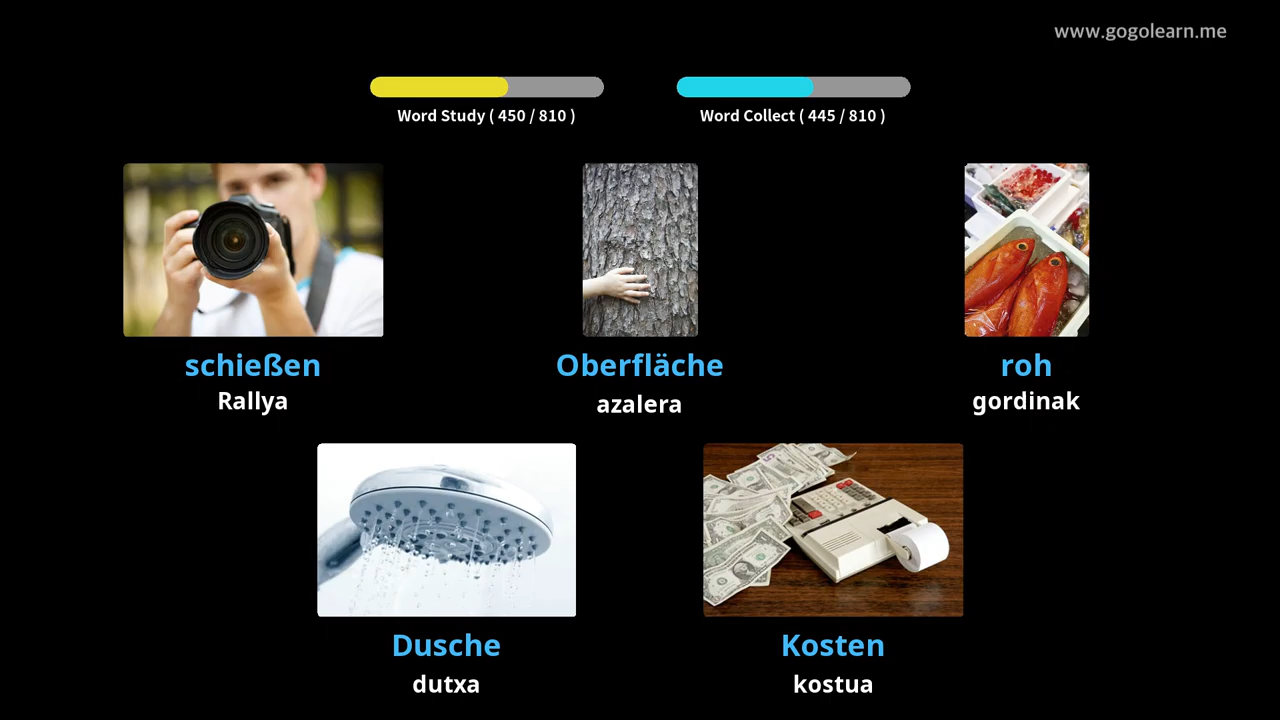 www.gogolearn.me
Word Study ( 450 / 810 )
Word Collect ( 445 / 810 )
schießen
Rallya
Oberfläche
azalera
roh
gordinak
Dusche
dutxa
Kosten
kostua